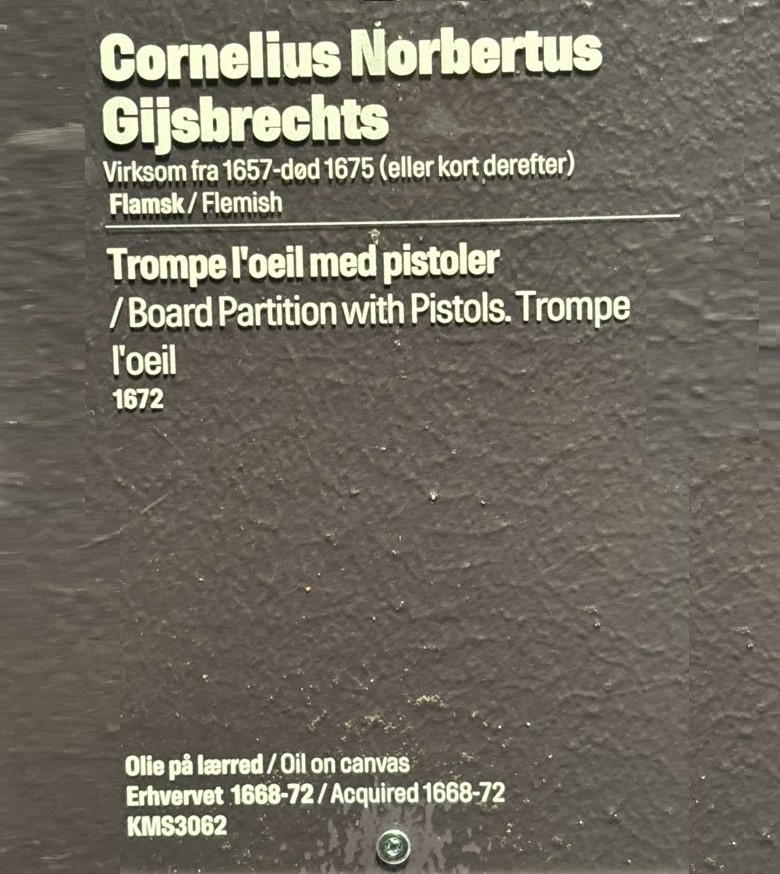 Cornelius Norbertus
Gijsbrechts
Virksom fra 1657-død 1675 (eller kort derefter)
Flamsk / Flemish
Trompe l'oeil med pistoler
/ Board Partition with Pistols. Trompe
l'oeil
1672
Olie på lærred / Oil on canvas
Erhvervet 1668-72 / Acquired 1668-72
KMS3062